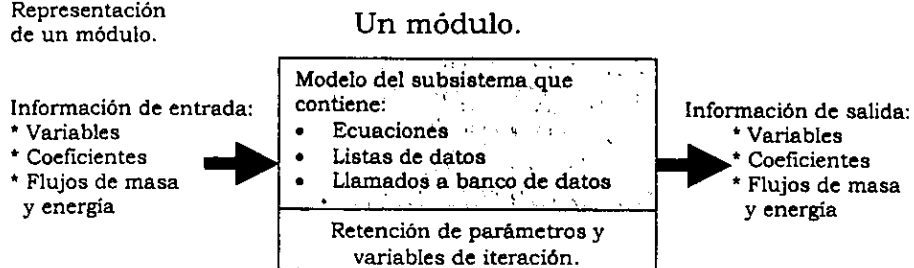 Representación
de un módulo.
Un módulo.
Información de entrada:
* Variables
* Coeficientes
* Flujos de masa
y energía
Modelo del subsistema que
contiene:
• Ecuaciones
• Listas de datos
• Llamados a banco de datos
Retención de parámetros y
variables de iteración.
Información de salida:
* Variables
* Coeficientes
* Flujos de masa
y energía